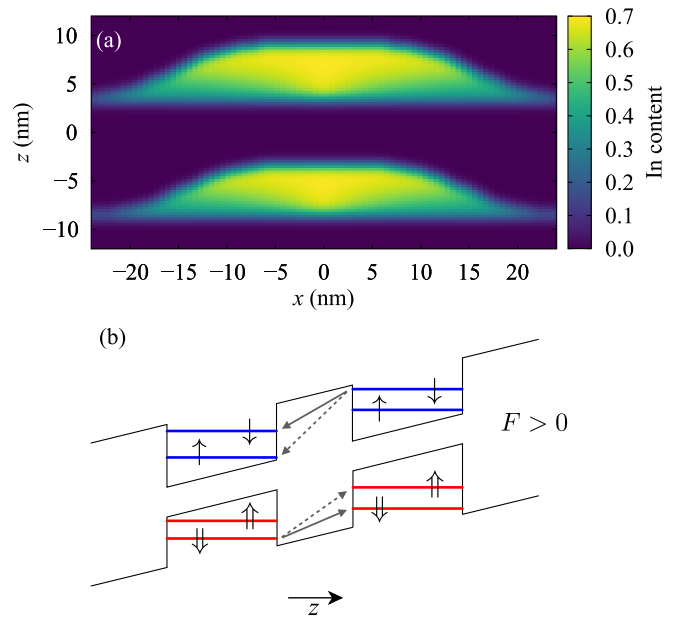 (a)
10
5
0
−5
−10
z (nm)
−20 −15 −10 −5 0 5 10 15 20
x (nm)
0.7
0.6
0.5
0.4
0.3
0.2
0.1
0.0
In content
(b)
↑ ↓ ↑ ↓
F > 0
⇓ ⇑ ⇓ ⇑
z